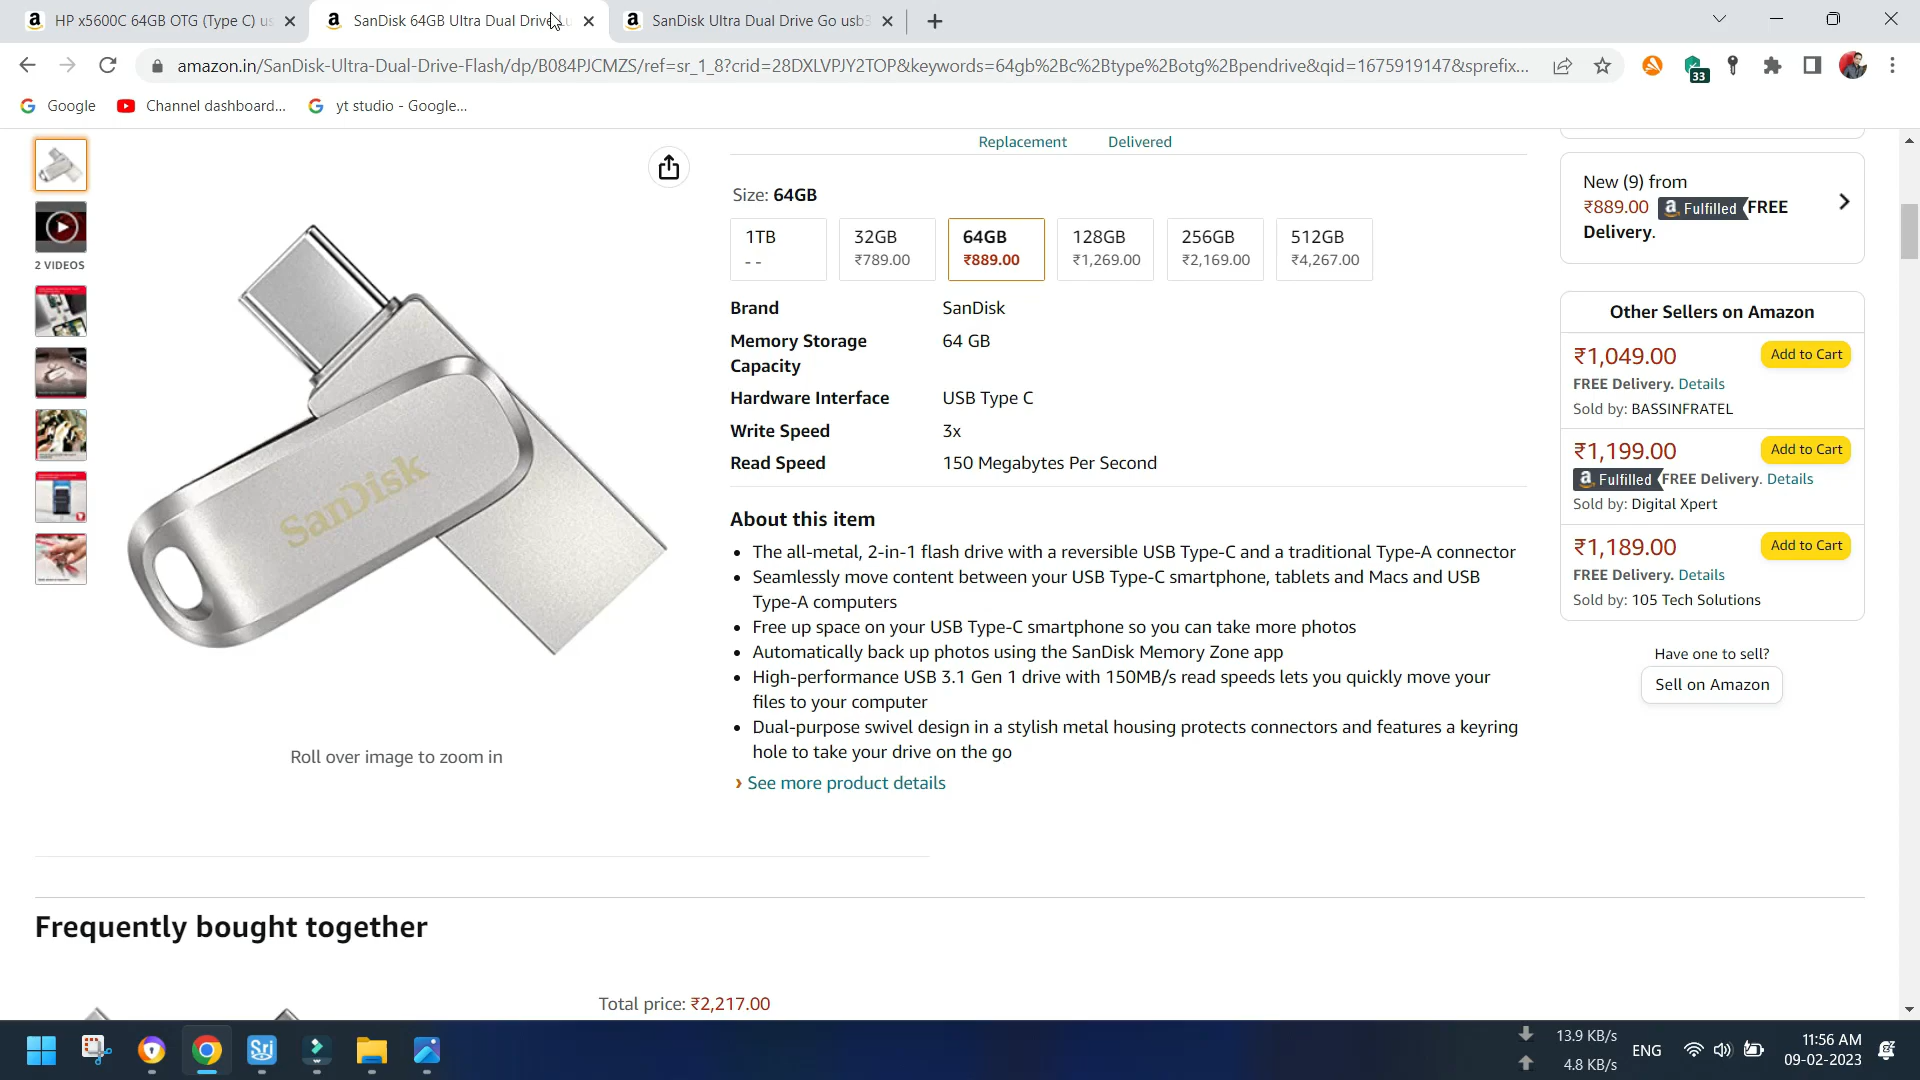 HP x5600C 64GB OTG (Type C) us
SanDisk 64GB Ultra Dual Drive Lu
SanDisk Ultra Dual Drive Go usb3
amazon.in/SanDisk-Ultra-Dual-Drive-Flash/dp/B084PJCMZS/ref=sr_1_8?crid=28DXLVPJY2TOP&keywords=64gb%2Bc%2Btype%2Botg%2Bpendrive&qid=1675919147&sprefix...
33
Google
Channel dashboard...
yt studio - Google...
Replacement
Delivered
2 VIDEOS
SanDisk
Roll over image to zoom in
Size: 64GB
1TB
- -
32GB
₹789.00
64GB
₹889.00
128GB
₹1,269.00
256GB
₹2,169.00
512GB
₹4,267.00
Brand SanDisk
Memory Storage 64 GB
Capacity
Hardware Interface USB Type C
Write Speed 3x
Read Speed 150 Megabytes Per Second
About this item
• The all-metal, 2-in-1 flash drive with a reversible USB Type-C and a traditional Type-A connector
• Seamlessly move content between your USB Type-C smartphone, tablets and Macs and USB
Type-A computers
• Free up space on your USB Type-C smartphone so you can take more photos
• Automatically back up photos using the SanDisk Memory Zone app
• High-performance USB 3.1 Gen 1 drive with 150MB/s read speeds lets you quickly move your
files to your computer
• Dual-purpose swivel design in a stylish metal housing protects connectors and features a keyring
hole to take your drive on the go
› See more product details
New (9) from
₹889.00 a Fulfilled FREE
Delivery.
Other Sellers on Amazon
₹1,049.00 Add to Cart
FREE Delivery. Details
Sold by: BASSINFRATEL
₹1,199.00 Add to Cart
a Fulfilled FREE Delivery. Details
Sold by: Digital Xpert
₹1,189.00 Add to Cart
FREE Delivery. Details
Sold by: 105 Tech Solutions
Have one to sell?
Sell on Amazon
Frequently bought together
Total price: ₹2,217.00
Sri
13.9 KB/s
4.8 KB/s
ENG
11:56 AM
09-02-2023